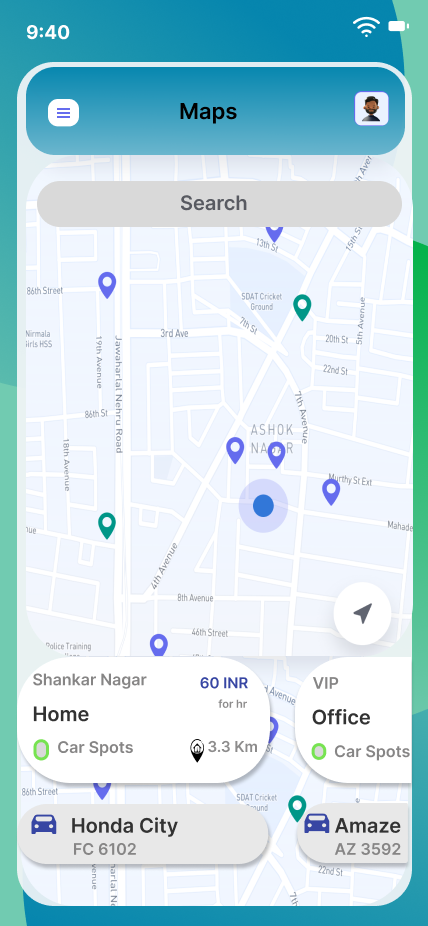 9:40
Maps
Search
15th St
13th St
86th Street
SDAT Cricket
Ground
7th St
5th Avenue
Nirmala
Girls HSS
3rd Ave
20th St
19th Avenue
Jawaharlal Nehru Road
22nd St
7th Avenue
86th St
ASHOK
NAGAR
18th Avenue
Murthy St Ext
Mahade
nue
4th Avenue
8th Avenue
46th Street
Police Training
Shankar Nagar
60 INR
for hr
Home
Car Spots
3.3 Km
VIP
Office
Car Spots
86th Street
SDAT Cricket
Ground
Honda City
FC 6102
Amaze
AZ 3592
22nd St